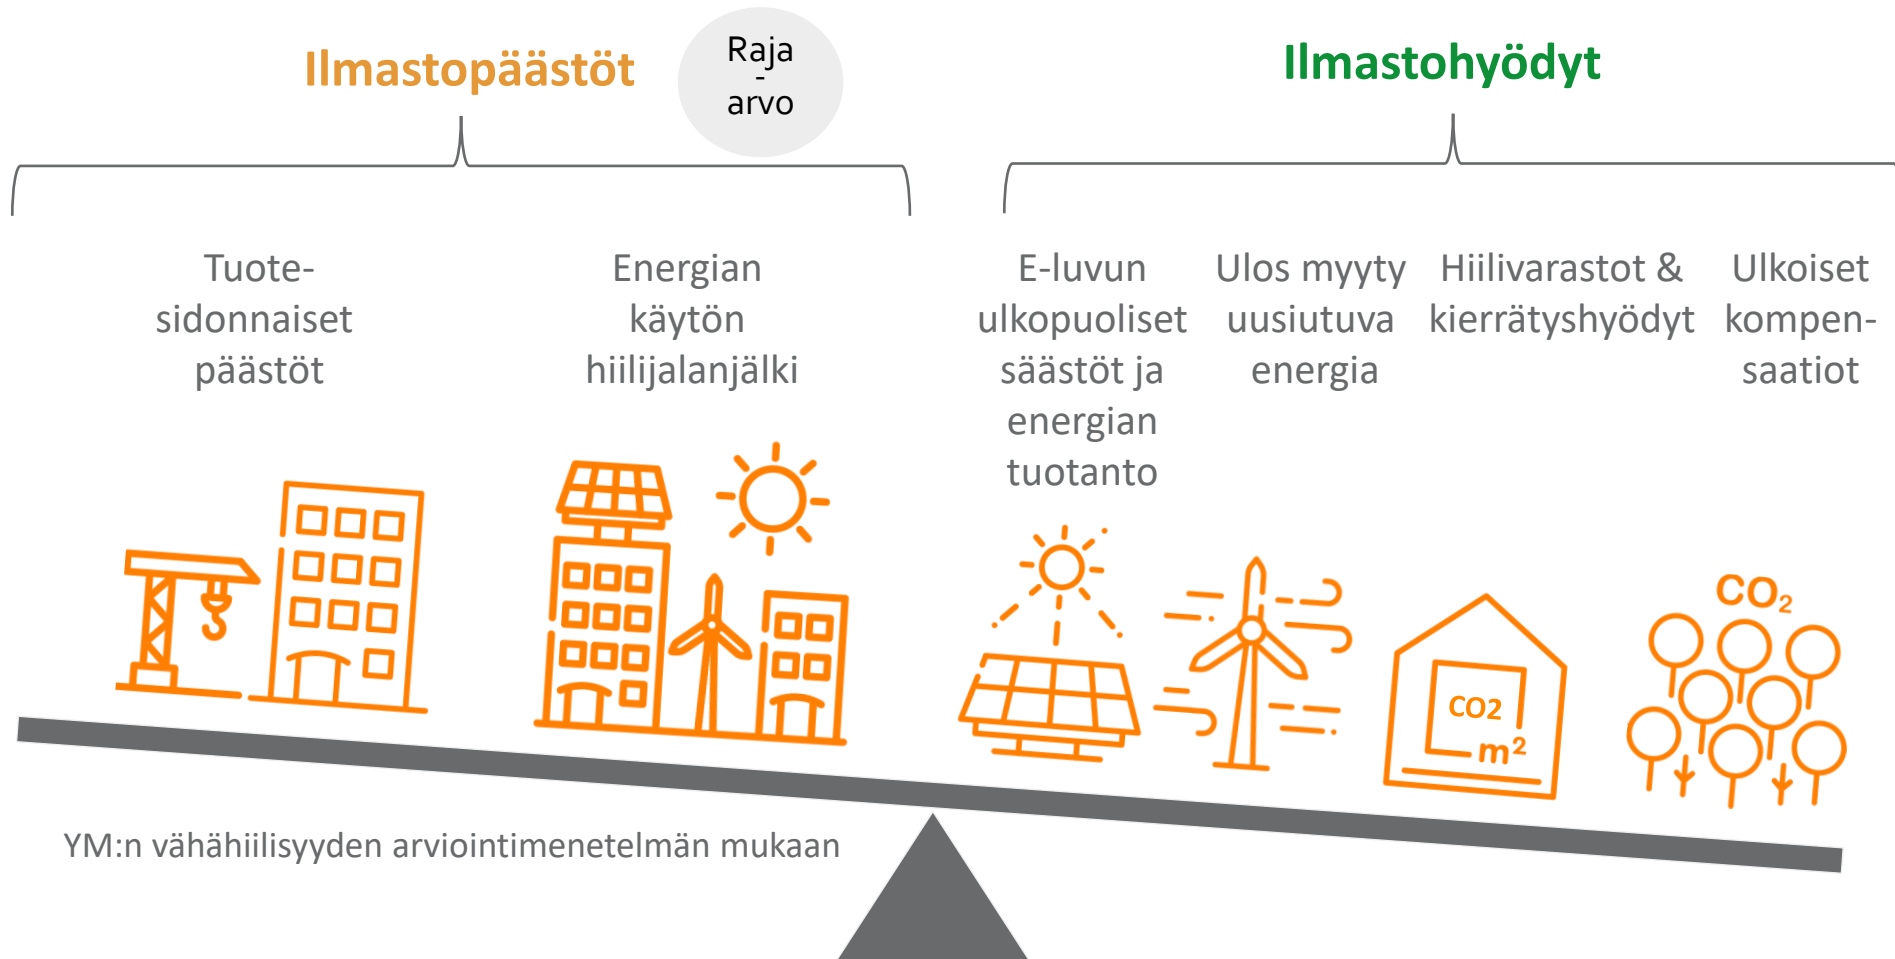 Ilmastopäästöt
Raja
-
arvo
Ilmastohyödyt
Tuote-
sidonnaiset
päästöt
Energian
käytön
hiilijalanjälki
E-luvun
ulkopuoliset
säästöt ja
energian
tuotanto
Ulos myyty
uusiutuva
energia
Hiilivarastot &
kierrätyshyödyt
Ulkoiset
kompen-
saatiot
CO2
m²
CO₂
YM:n vähähiilisyyden arviointimenetelmän mukaan